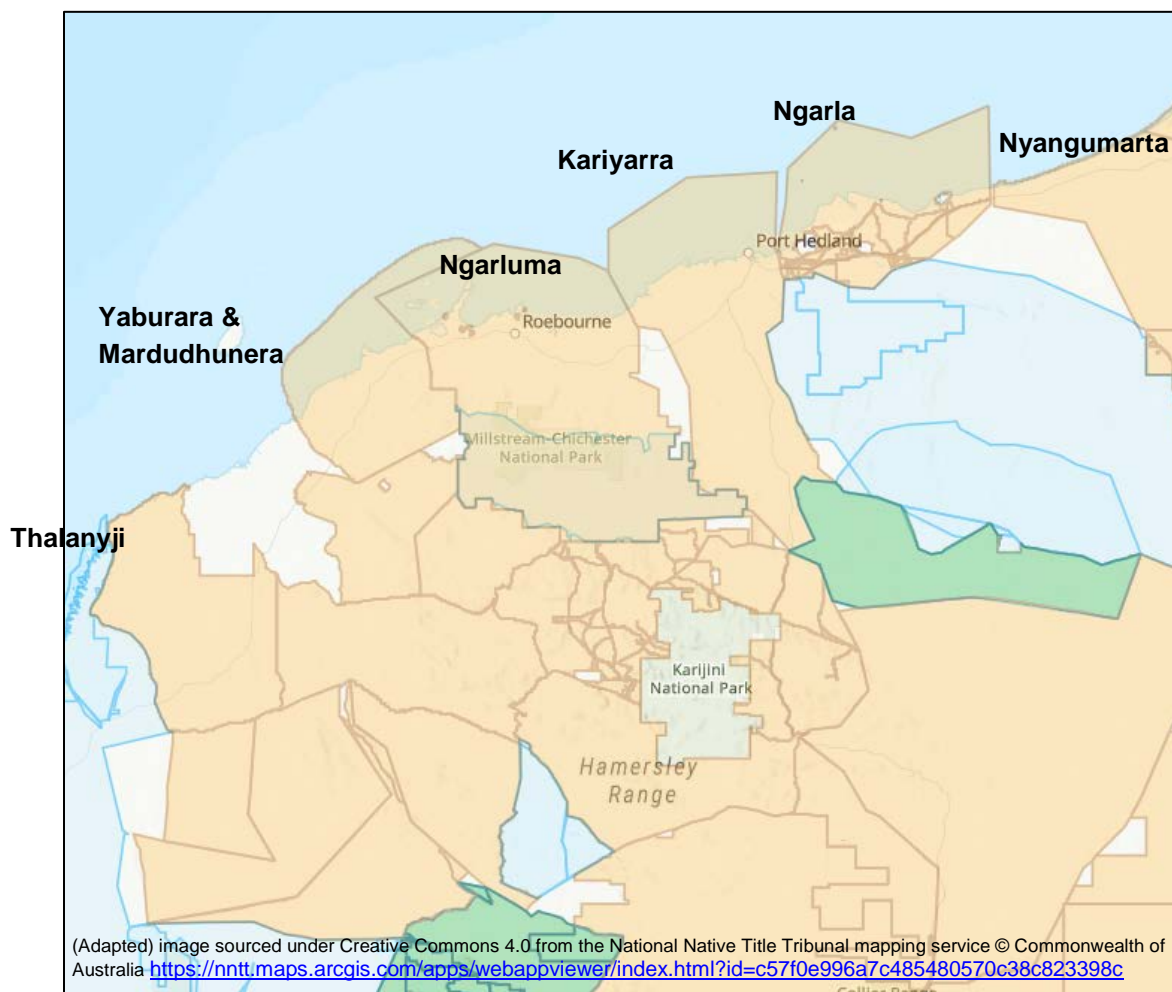 Ngarla
Nyangumarta
Kariyarra
Port Hedland
Ngarluma
Yaburara &
Mardudhunera
Roebourne
Millstream-Chichester
National Park
Thalanyji
Karijini
National Park
Hamersley
Range
(Adapted) image sourced under Creative Commons 4.0 from the National Native Title Tribunal mapping service © Commonwealth of
Australia https://nntt.maps.arcgis.com/apps/webappviewer/index.html?id=c57f0e996a7c485480570c38c823398c